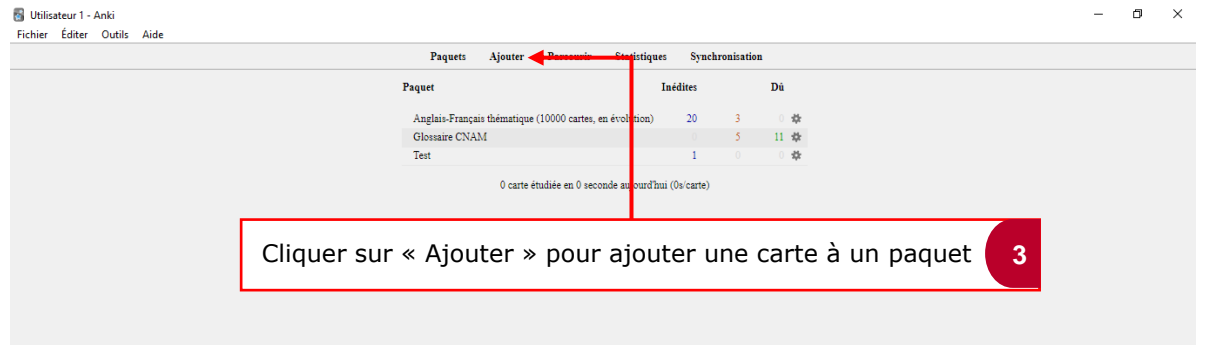 Utilisateur 1 - Anki
Fichier Éditer Outils Aide
Paquets Ajouter Parcourir Statistiques Synchronisation
Paquet Inédites Dû
Anglais-Français thématique (10000 cartes, en évolution) 20 3 0
Glossaire CNAM 0 5 11
Test 1 0 0
0 carte étudiée en 0 seconde aujourd'hui (0s/carte)
Cliquer sur « Ajouter » pour ajouter une carte à un paquet 3